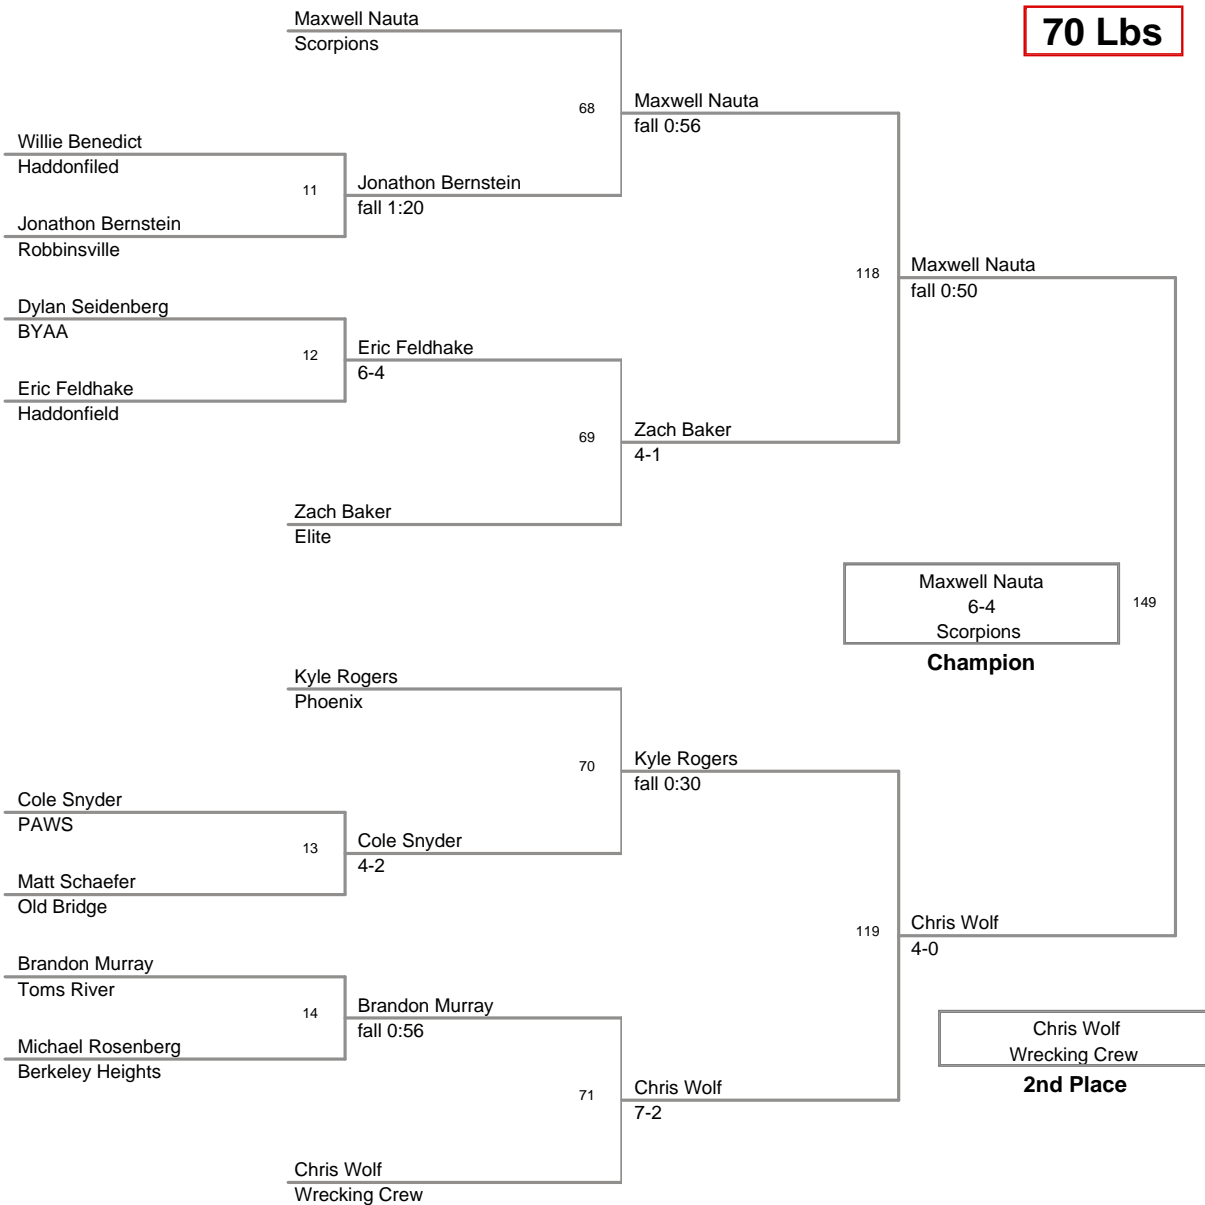 Maxwell Nauta
Scorpions
70 Lbs
68
Maxwell Nauta
fall 0:56
Willie Benedict
Haddonfiled
11
Jonathon Bernstein
fall 1:20
Jonathon Bernstein
Robbinsville
118
Maxwell Nauta
fall 0:50
Dylan Seidenberg
BYAA
12
Eric Feldhake
6-4
Eric Feldhake
Haddonfield
69
Zach Baker
4-1
Zach Baker
Elite
Maxwell Nauta
6-4
Scorpions
Champion
149
Kyle Rogers
Phoenix
70
Kyle Rogers
fall 0:30
Cole Snyder
PAWS
13
Cole Snyder
4-2
Matt Schaefer
Old Bridge
119
Chris Wolf
4-0
Brandon Murray
Toms River
14
Brandon Murray
fall 0:56
Michael Rosenberg
Berkeley Heights
Chris Wolf
Wrecking Crew
2nd Place
71
Chris Wolf
7-2
Chris Wolf
Wrecking Crew